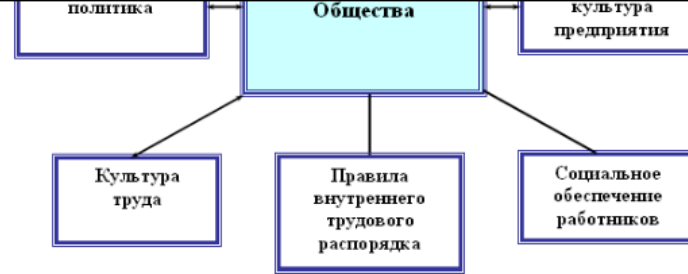 политика
Общества
культура
предприятия
Культура
труда
Правила
внутреннего
трудового
распорядка
Социальное
обеспечение
работников